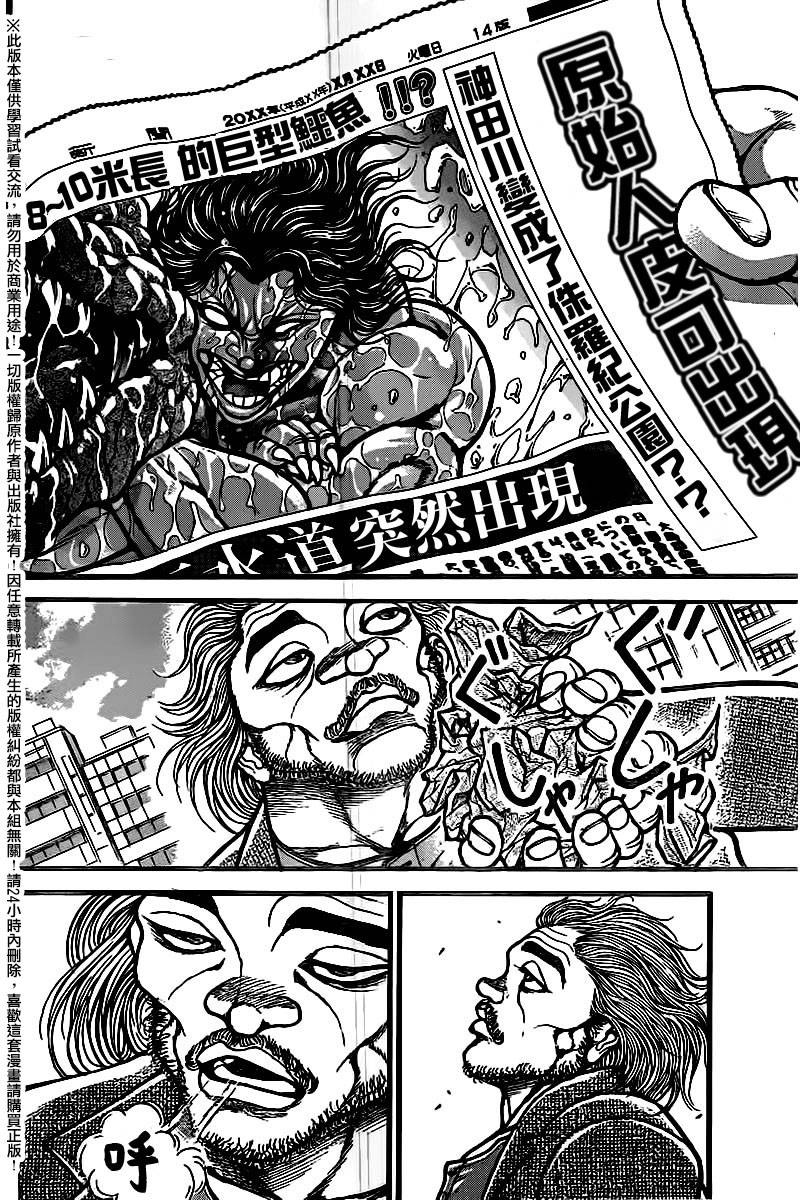 原始人皮可出現
神田川變成了侏羅紀公園？？
20XX年(平成XX年)X月XX日 火曜日 14版
新聞
8~10米長 的巨型鱷魚 !!?
水道 突然出現
ぐしゃ
ぐしゃ
呼
※此版本僅供學習試看交流，請勿用於商業用途！一切版權歸原作者與出版社擁有！因任意轉載所產生的版權糾紛都與本組無關！請24小時內刪除，喜歡這套漫畫請購買正版！